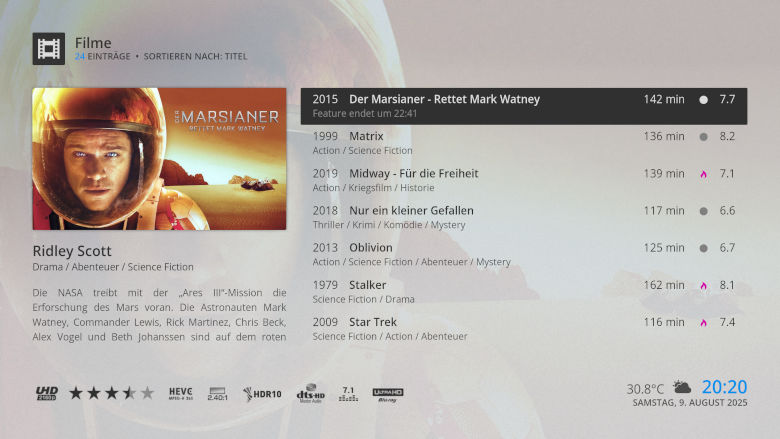 Filme
24 EINTRÄGE • SORTIEREN NACH: TITEL
DER MARSIANER
RETTET MARK WATNEY
Ridley Scott
Drama / Abenteuer / Science Fiction
Die NASA treibt mit der „Ares III"-Mission die
Erforschung des Mars voran. Die Astronauten Mark
Watney, Commander Lewis, Rick Martinez, Chris Beck,
Alex Vogel und Beth Johanssen sind auf dem roten
2015 Der Marsianer - Rettet Mark Watney 142 min 7.7
Feature endet um 22:41
1999 Matrix 136 min 8.2
Action / Science Fiction
2019 Midway - Für die Freiheit 139 min 7.1
Action / Kriegsfilm / Historie
2018 Nur ein kleiner Gefallen 117 min 6.6
Thriller / Krimi / Komödie / Mystery
2013 Oblivion 125 min 6.7
Action / Science Fiction / Abenteuer / Mystery
1979 Stalker 162 min 8.1
Science Fiction / Drama
2009 Star Trek 116 min 7.4
Science Fiction / Action / Abenteuer
UHD 2160p HEVC MPEG-H 265 2.40:1 HDR10 dts-HD Master Audio 7.1 ULTRA HD Blu-ray
30.8°C 20:20
SAMSTAG, 9. AUGUST 2025